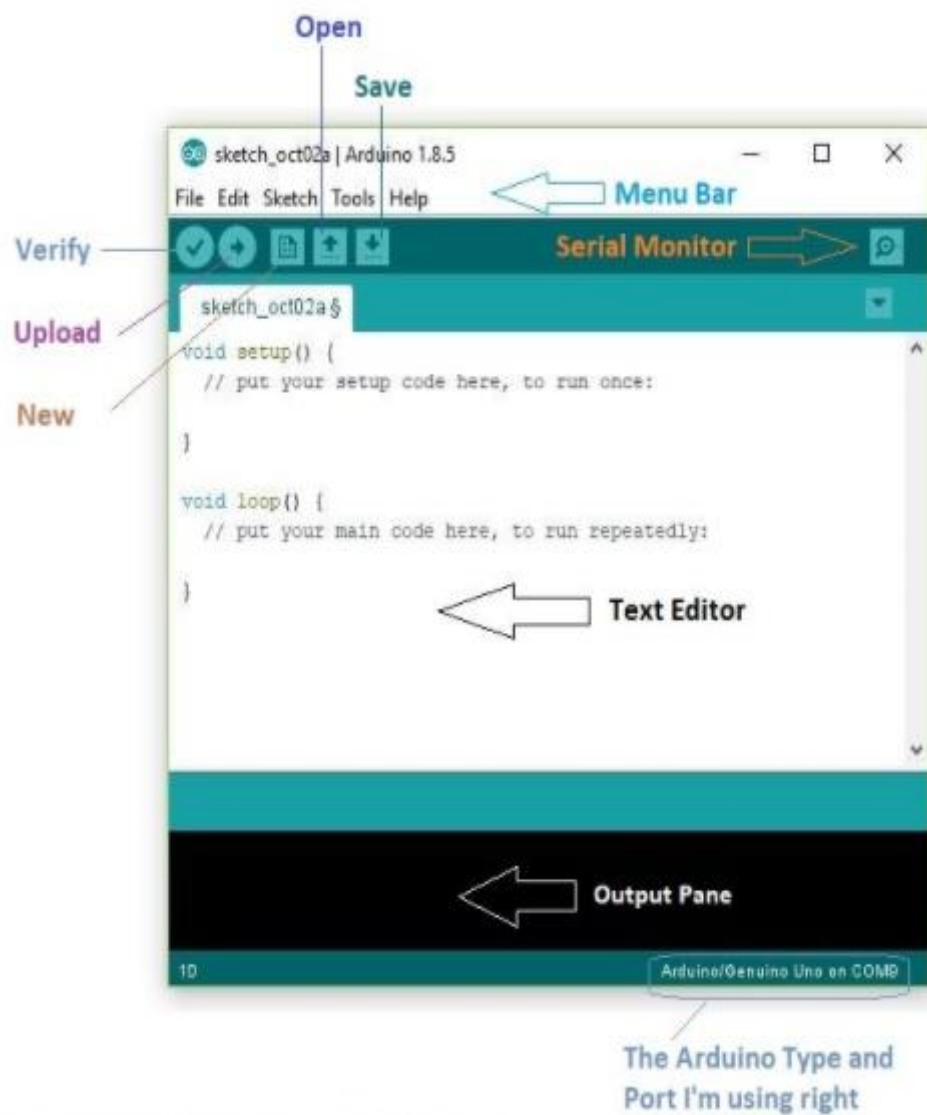 Open
Save
sketch_oct02a | Arduino 1.8.5
File Edit Sketch Tools Help
Menu Bar
Verify
Serial Monitor
sketch_oct02a §
Upload
void setup() {
// put your setup code here, to run once:
New
}
void loop() {
// put your main code here, to run repeatedly:
}
Text Editor
Output Pane
10
Arduino/Genuino Uno on COM9
The Arduino Type and
Port I'm using right